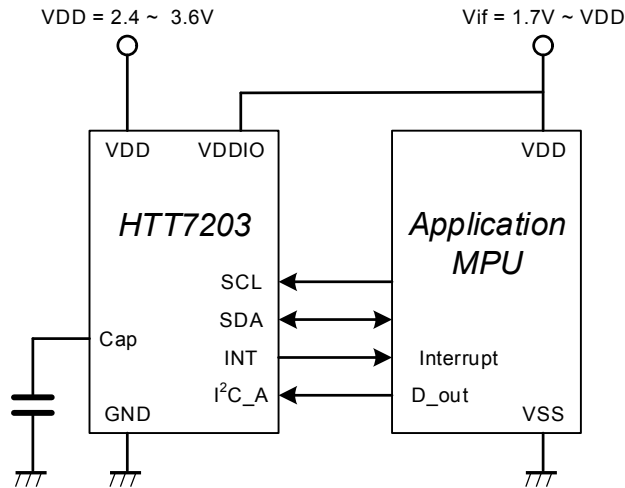 VDD = 2.4 ~ 3.6V
Vif = 1.7V ~ VDD
VDD
VDDIO
VDD
HTT7203
Application
MPU
SCL
SDA
Cap
INT
Interrupt
I²C_A
D_out
GND
VSS